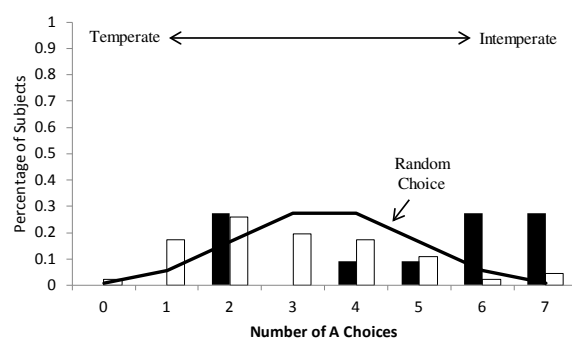 Percentage of Subjects
1
0.9
0.8
0.7
0.6
0.5
0.4
0.3
0.2
0.1
0
Temperate
Intemperate
Random
Choice
0 1 2 3 4 5 6 7
Number of A Choices